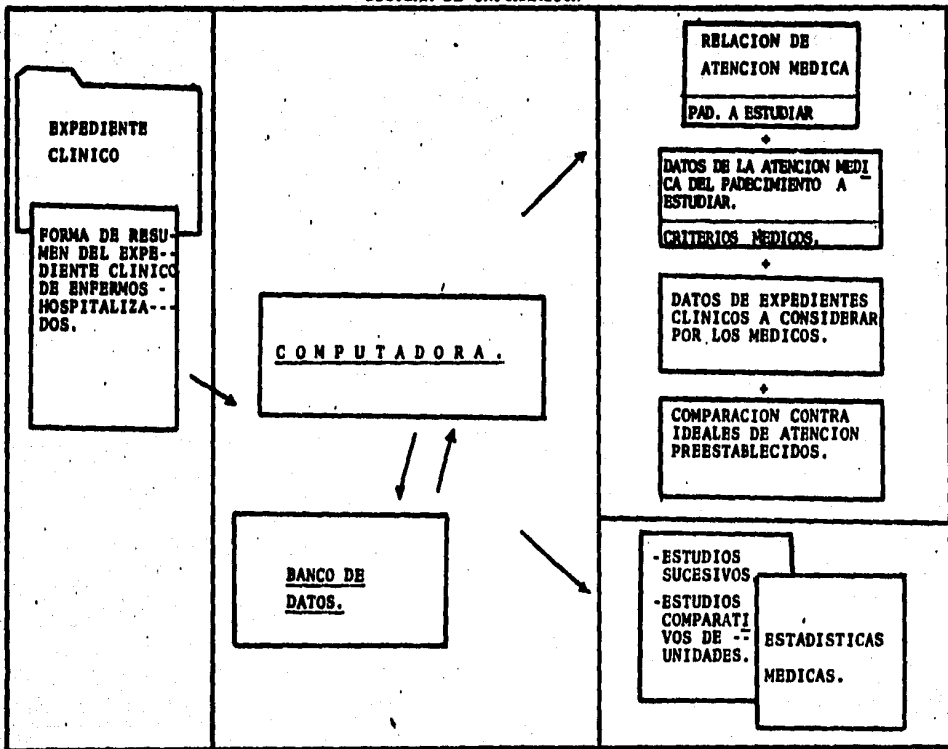 EXPEDIENTE
CLINICO
FORMA DE RESU-
MEN DEL EXPE--
DIENTE CLINICO
DE ENFERMOS -
HOSPITALIZA---
DOS.
COMPUTADORA.
BANCO DE
DATOS.
RELACION DE
ATENCION MEDICA
PAD. A ESTUDIAR
+
DATOS DE LA ATENCION MEDI
CA DEL PADECIMIENTO A
ESTUDIAR.
CRITERIOS MEDICOS.
+
DATOS DE EXPEDIENTES
CLINICOS A CONSIDERAR
POR LOS MEDICOS.
+
COMPARACION CONTRA
IDEALES DE ATENCION
PREESTABLECIDOS.
-ESTUDIOS
SUCESIVOS.
-ESTUDIOS
COMPARATI
VOS DE --
UNIDADES.
ESTADISTICAS
MEDICAS.